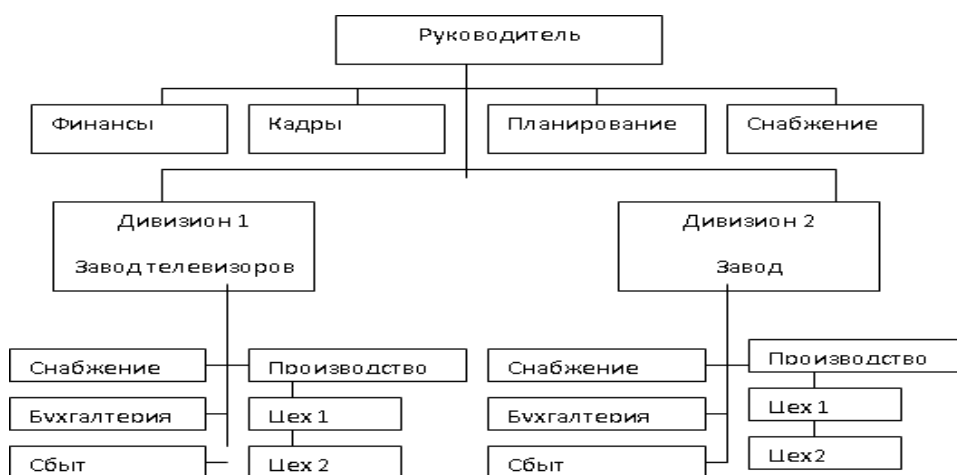 Руководитель
Финансы
Кадры
Планирование
Снабжение
Дивизион 1
Завод телевизоров
Дивизион 2
Завод
Снабжение
Производство
Снабжение
Производство
Бухгалтерия
Цех 1
Бухгалтерия
Цех 1
Сбыт
Цех 2
Сбыт
Цех2